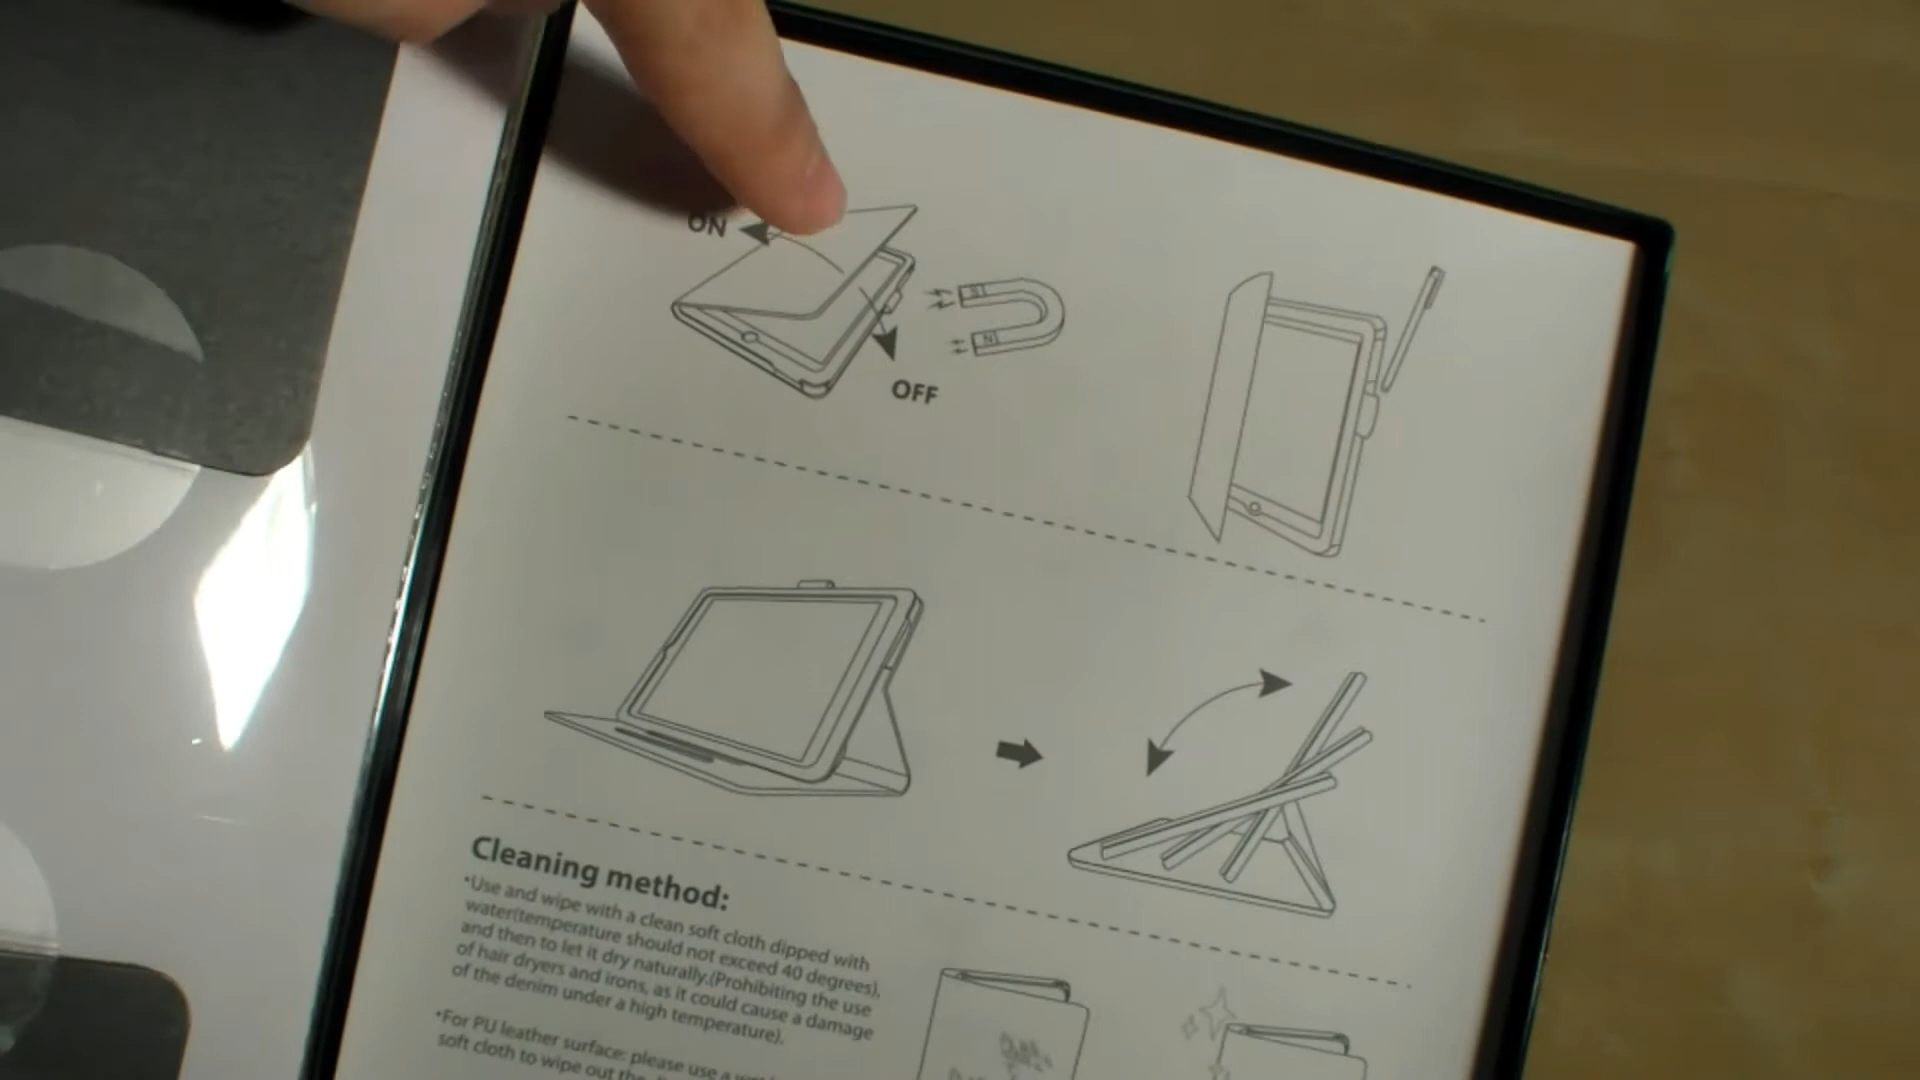 ON
OFF
S
N
Cleaning method:
•Use and wipe with a clean soft cloth dipped with
water(temperature should not exceed 40 degrees),
and then to let it dry naturally.(Prohibiting the use
of hair dryers and irons, as it could cause a damage
of the denim under a high temperature).
•For PU leather surface: please use a wet
soft cloth to wipe out the